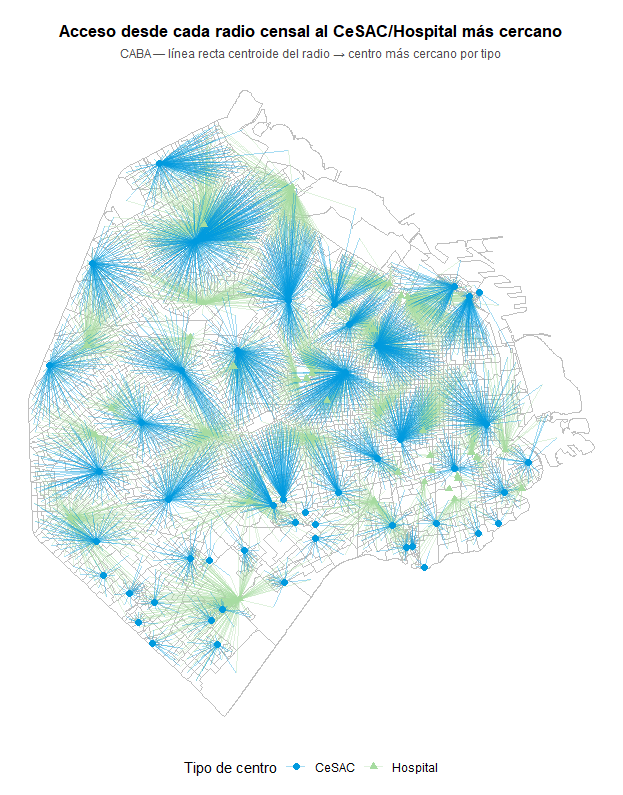 Acceso desde cada radio censal al CeSAC/Hospital más cercano
CABA — línea recta centroide del radio → centro más cercano por tipo
Tipo de centro CeSAC Hospital